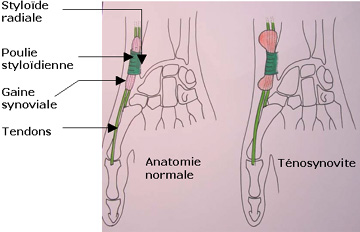 Styloïde
radiale
Poulie
styloïdienne
Gaine
synoviale
Tendons
Anatomie
normale
Ténosynovite